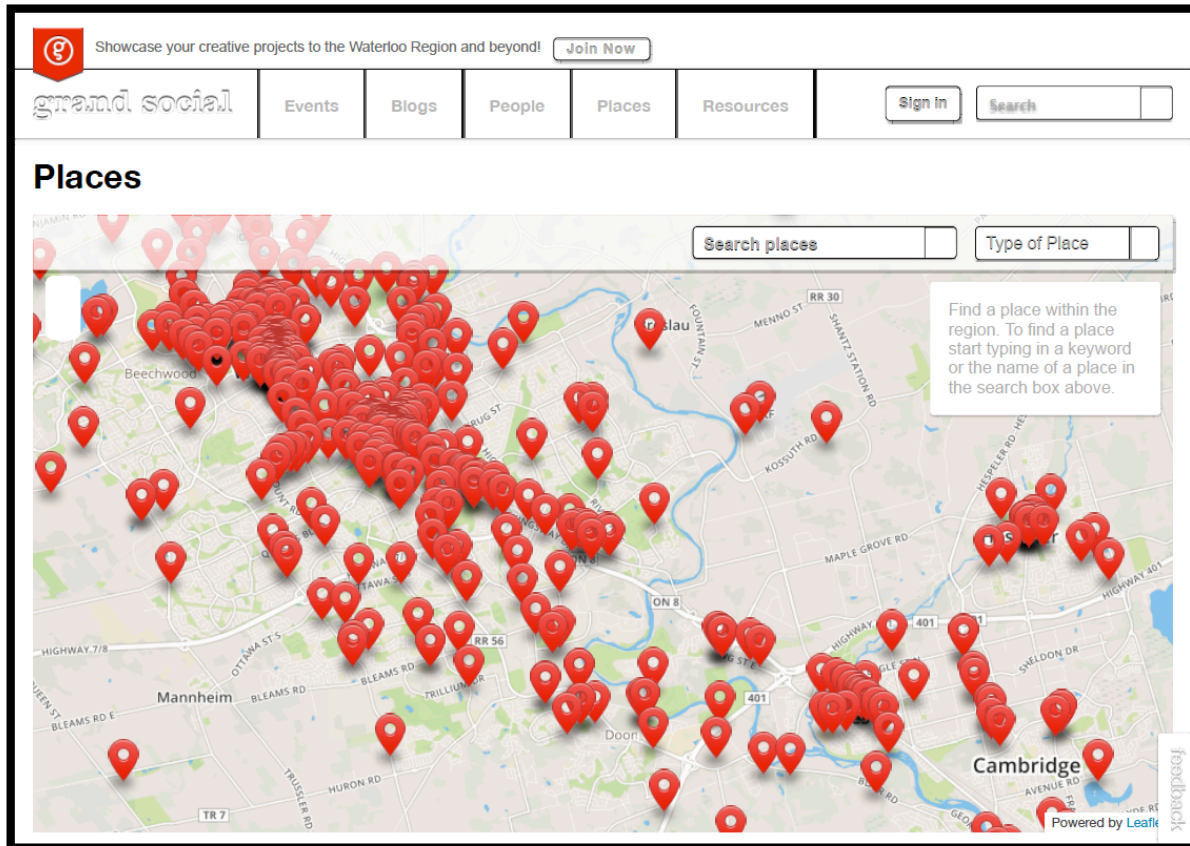 Showcase your creative projects to the Waterloo Region and beyond! Join Now
grand social Events Blogs People Places Resources Sign In Search
Places
Search places Type of Place
Find a place within the
region. To find a place
start typing in a keyword
or the name of a place in
the search box above.
RR 30
MENNO ST
FOUNTAIN ST
SHANTZ STATION RD
Beechwood
KOSSUTH RD
HESPELER RD
MAPLE GROVE RD
HIGHWAY 401
ON 8
401
HIGHWAY 7/8
OTTAWA ST S
RR 56
SHELDON DR
Mannheim
BLEAMS RD
BLEAMS RD
BLEAMS RD E
401
Doon
TRUSSLER RD
HURON RD
Cambridge
AVENUE RD
TR 7
feedback
Powered by